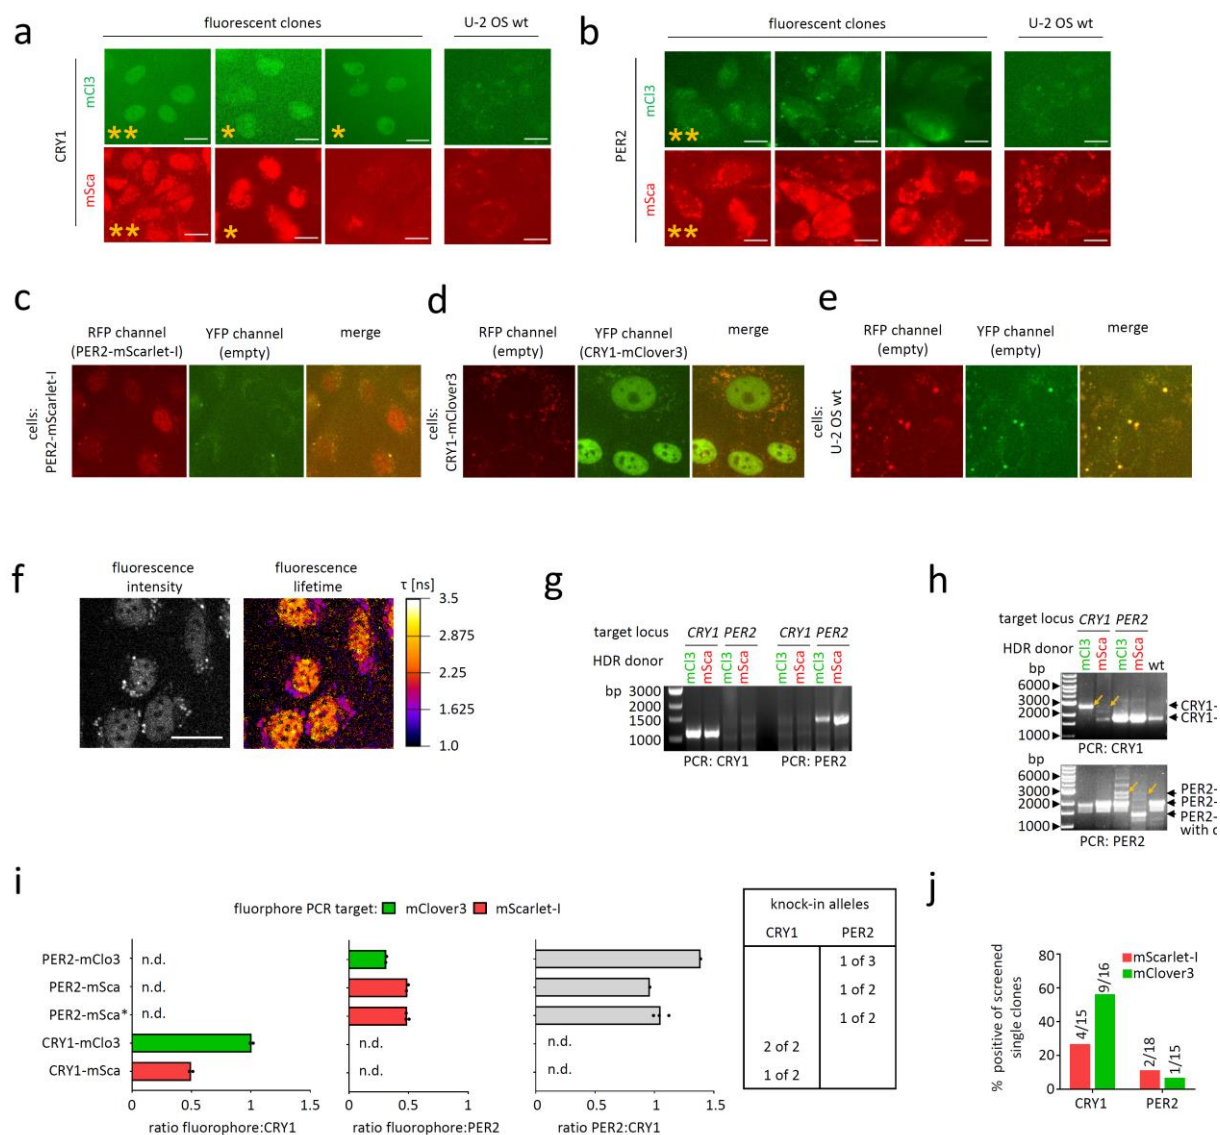 a
fluorescent clones
U-2 OS wt
CRY1
mCl3
mSca
**
*
*
**
*
b
fluorescent clones
U-2 OS wt
PER2
mCl3
mSca
**
**
c
RFP channel
(PER2-mScarlet-I)
YFP channel
(empty)
merge
cells:
PER2-mScarlet-I
d
RFP channel
(empty)
YFP channel
(CRY1-mClover3)
merge
cells:
CRY1-mClover3
e
RFP channel
(empty)
YFP channel
(empty)
merge
cells:
U-2 OS wt
f
fluorescence
intensity
fluorescence
lifetime
τ [ns]
3.5
2.875
2.25
1.625
1.0
g
target locus CRY1 PER2 CRY1 PER2
HDR donor mCl3 mSca mCl3 mSca mCl3 mSca mCl3 mSca
bp
3000
2000
1500
1000
PCR: CRY1 PCR: PER2
h
target locus CRY1 PER2
HDR donor mCl3 mSca mCl3 mSca wt
bp
6000
3000
2000
1000
CRY1-
CRY1-
PCR: CRY1
bp
6000
3000
2000
1000
PER2-
PER2-
PER2-
with
PCR: PER2
i
fluorphore PCR target: mClover3 mScarlet-I
PER2-mClo3
PER2-mSca
PER2-mSca*
CRY1-mClo3
CRY1-mSca
n.d.
n.d.
n.d.
0 0.5 1 1.5
ratio fluorophore:CRY1
n.d.
n.d.
0 0.5 1
ratio fluorophore:PER2
n.d.
n.d.
0 0.5 1 1.5
ratio PER2:CRY1
knock-in alleles
CRY1 PER2
1 of 3
1 of 2
1 of 2
2 of 2
1 of 2
j
% positive of screened
single clones
80
60
40
20
0
mScarlet-I
mClover3
4/15
9/16
2/18
1/15
CRY1 PER2